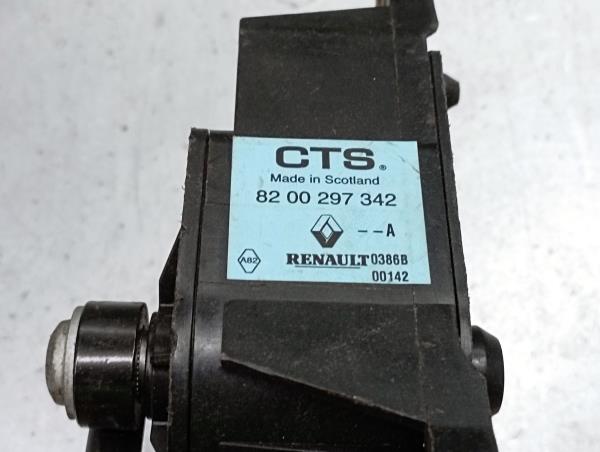 CTS®
Made in Scotland
82 00 297 342
--A
A82 RENAULT 0386B
00142